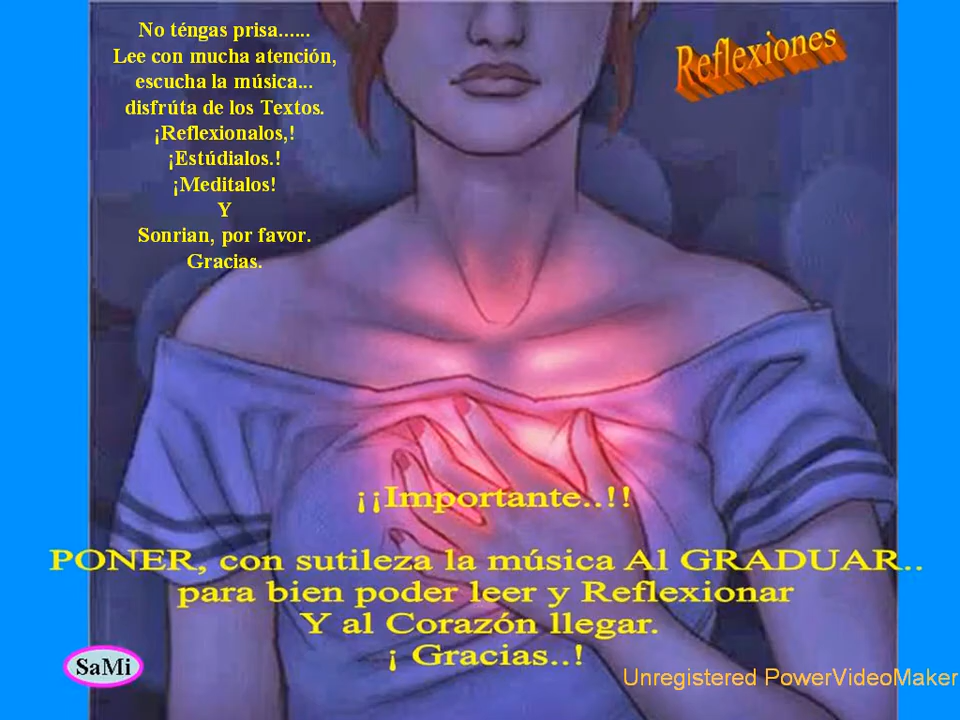 No téngas prisa......
Lee con mucha atención,
escucha la música...
disfrúta de los Textos.
¡Reflexionalos,!
¡Estúdialos.!
¡Meditalos!
Y
Sonrian, por favor.
Gracias.
Reflexiones
¡¡Importante..!!
PONER, con sutileza la música Al GRADUAR..
para bien poder leer y Reflexionar
Y al Corazón llegar.
¡ Gracias..!
SaMi
Unregistered PowerVideoMaker